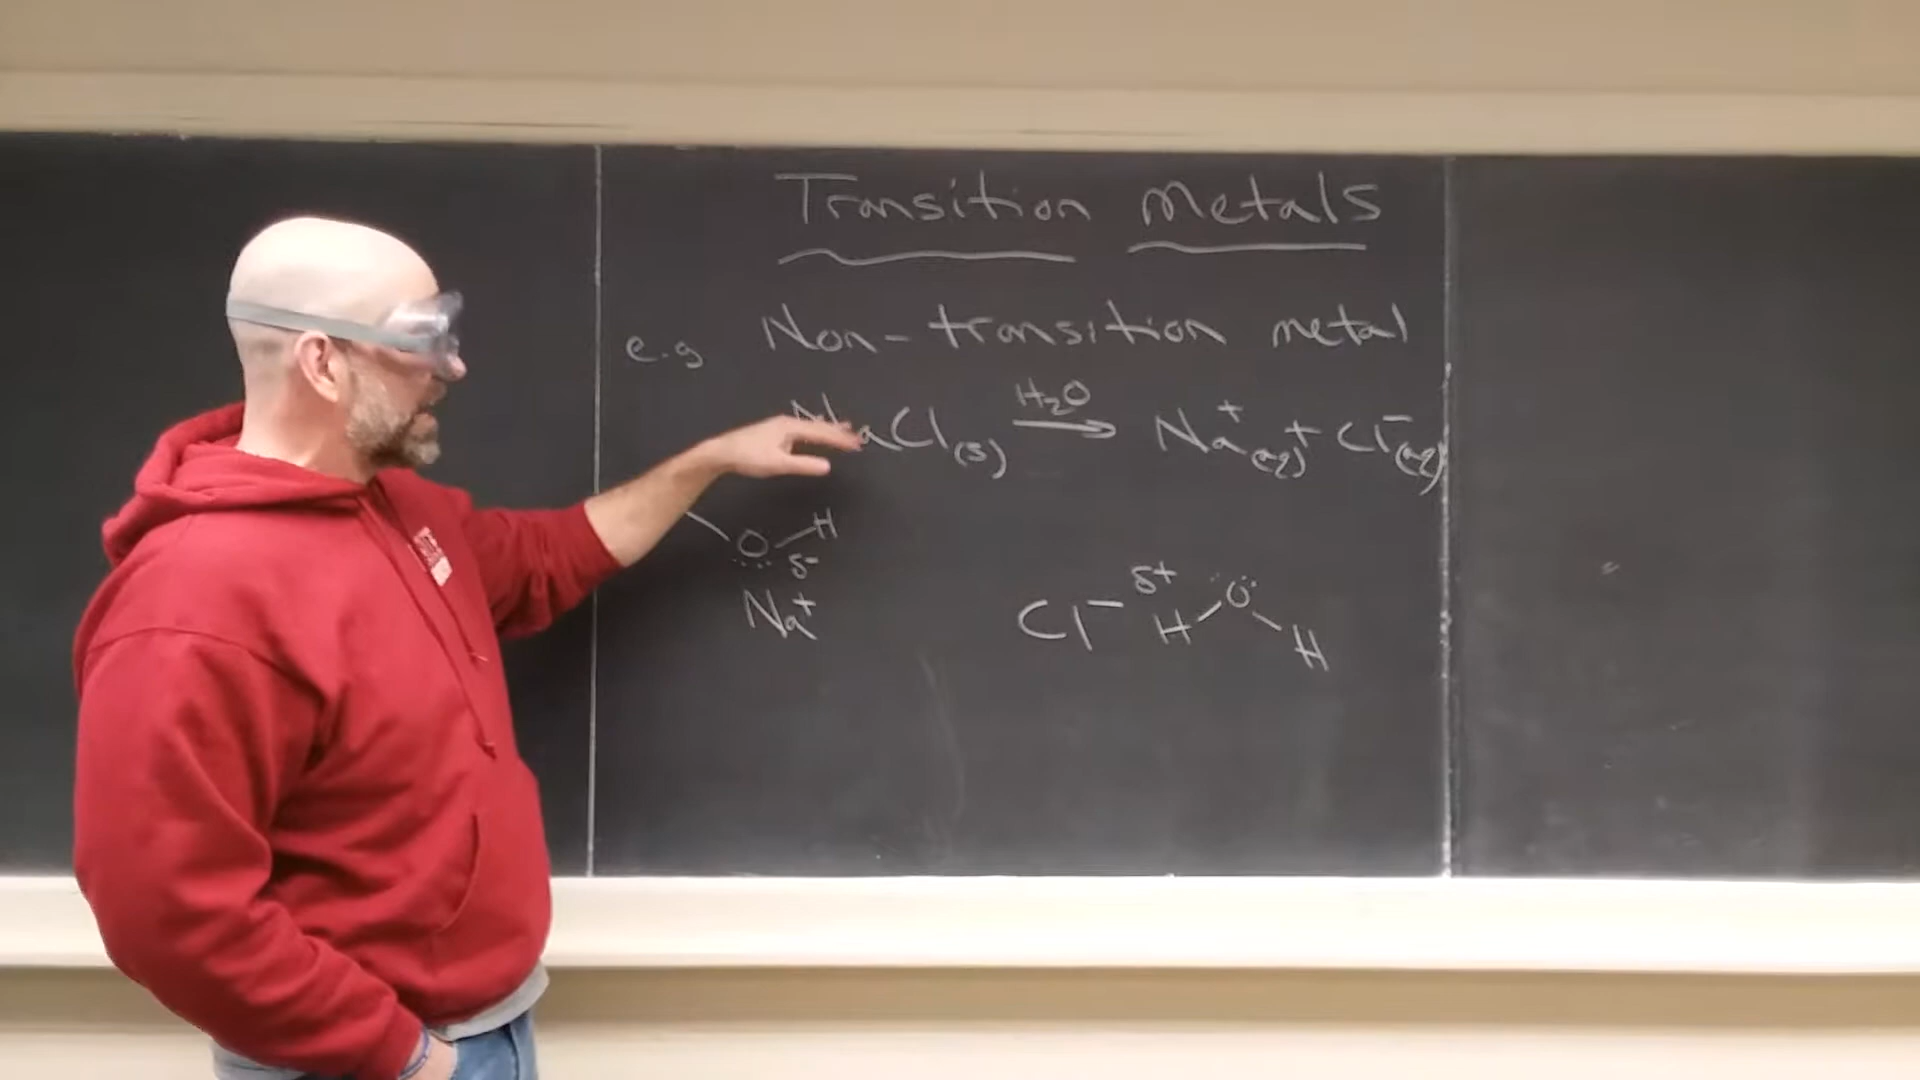 Transition Metals
e.g Non-transition metal
NaCl(s) H₂O → Na⁺(aq) + Cl⁻(aq)
O H
δ-
Na⁺
Cl⁻ δ+ H O H